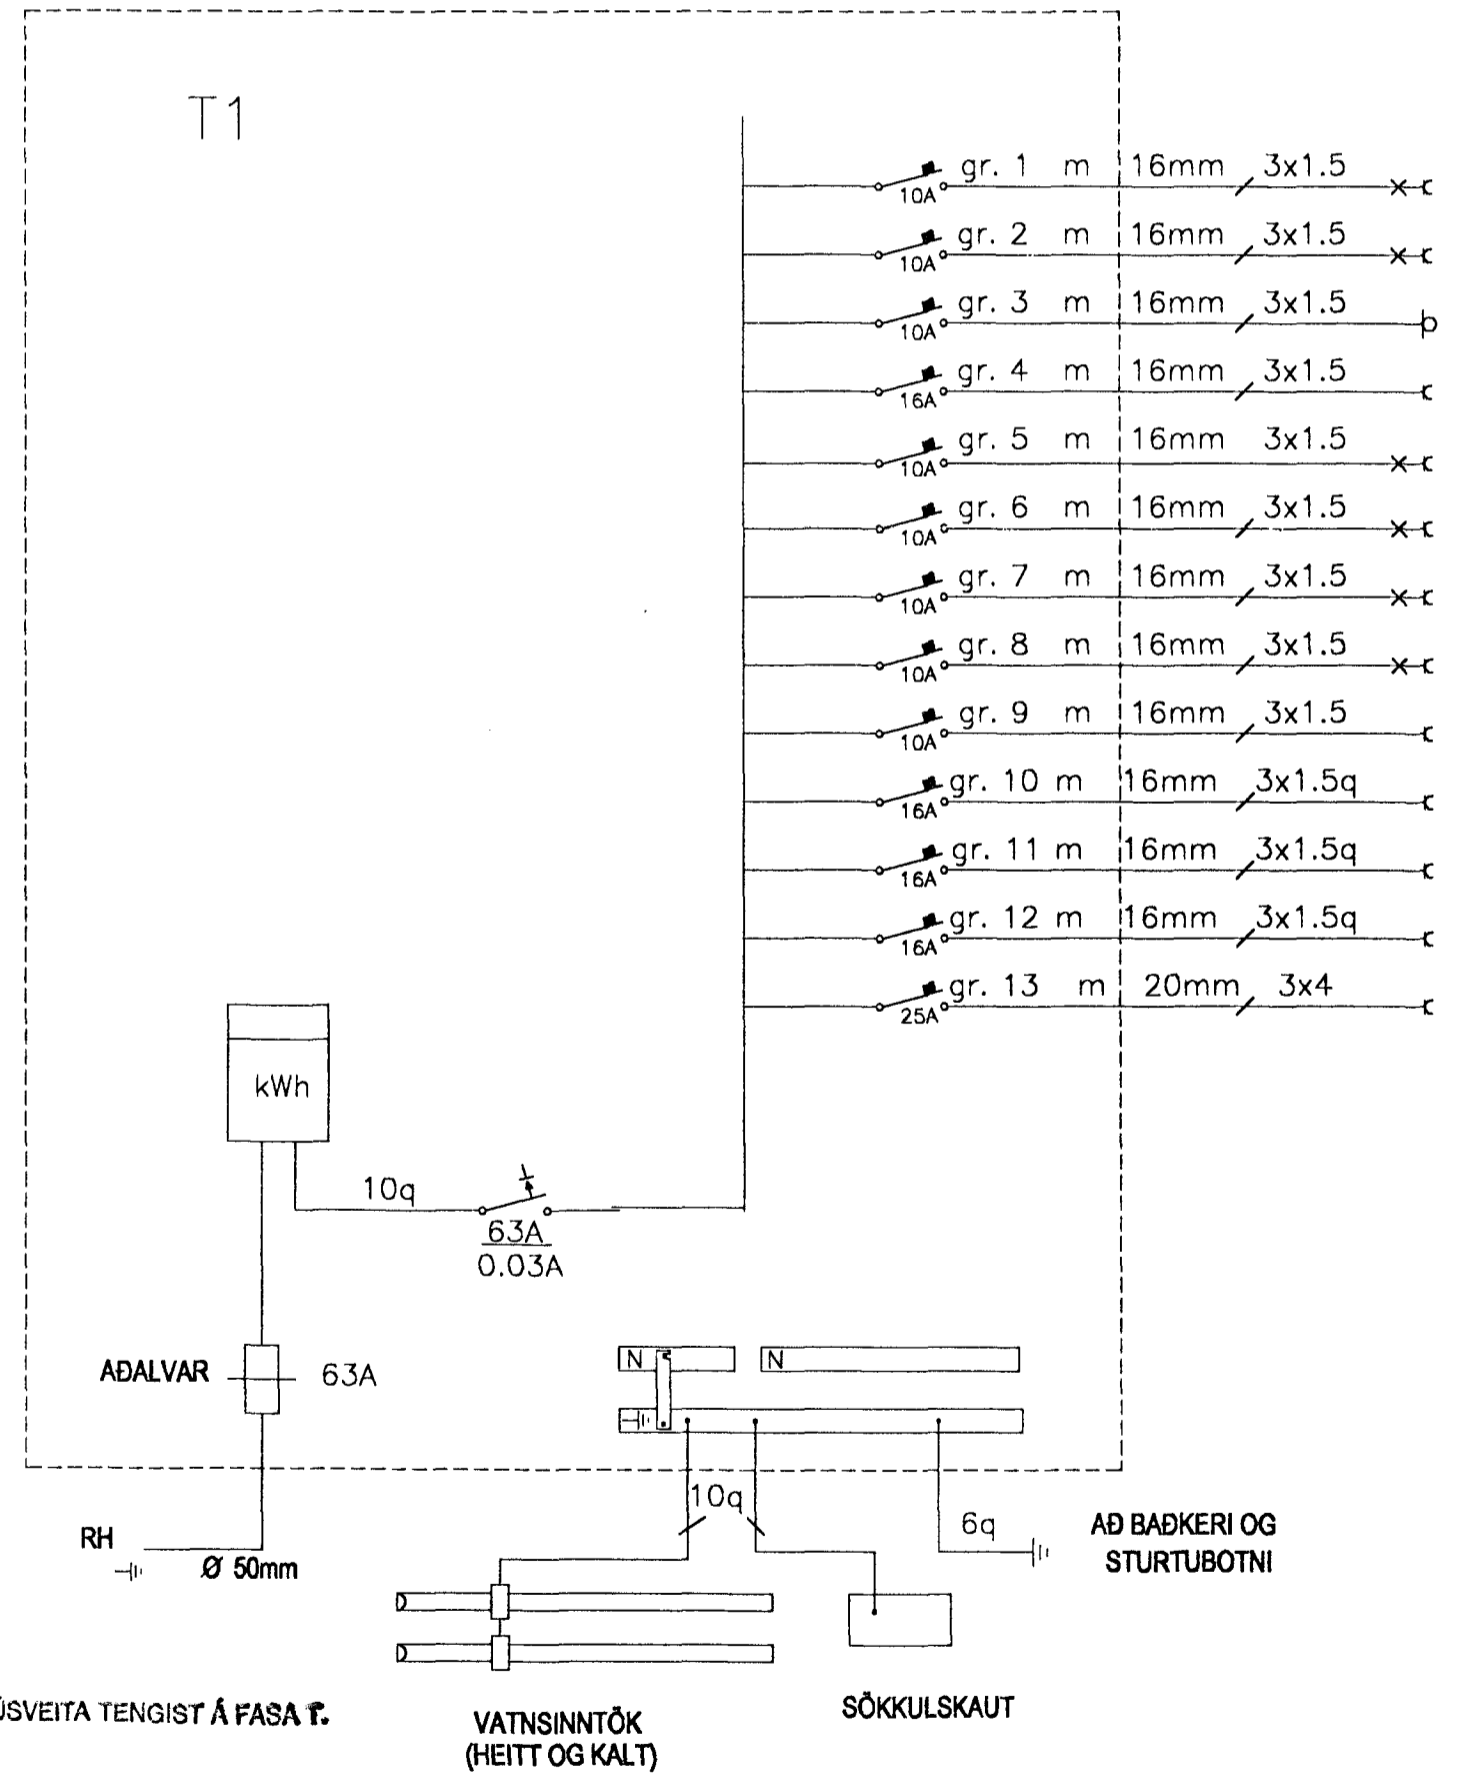 T1
gr. 1 m 16mm 3x1.5
10A
gr. 2 m 16mm 3x1.5
10A
gr. 3 m 16mm 3x1.5
10A
gr. 4 m 16mm 3x1.5
16A
gr. 5 m 16mm 3x1.5
10A
gr. 6 m 16mm 3x1.5
10A
gr. 7 m 16mm 3x1.5
10A
gr. 8 m 16mm 3x1.5
10A
gr. 9 m 16mm 3x1.5
10A
gr. 10 m 16mm 3x1.5q
16A
gr. 11 m 16mm 3x1.5q
16A
gr. 12 m 16mm 3x1.5q
16A
gr. 13 m 20mm 3x4
25A
kWh
10q
63A
0.03A
AÐALVAR 63A
N N
10q
6q
AÐ BAÐKERI OG
STURTUBOTNI
RH
Ø 50mm
TENGIST Á FASA
VATNSINNTÖK
(HEITT OG KALT)
SÖKKULSKAUT